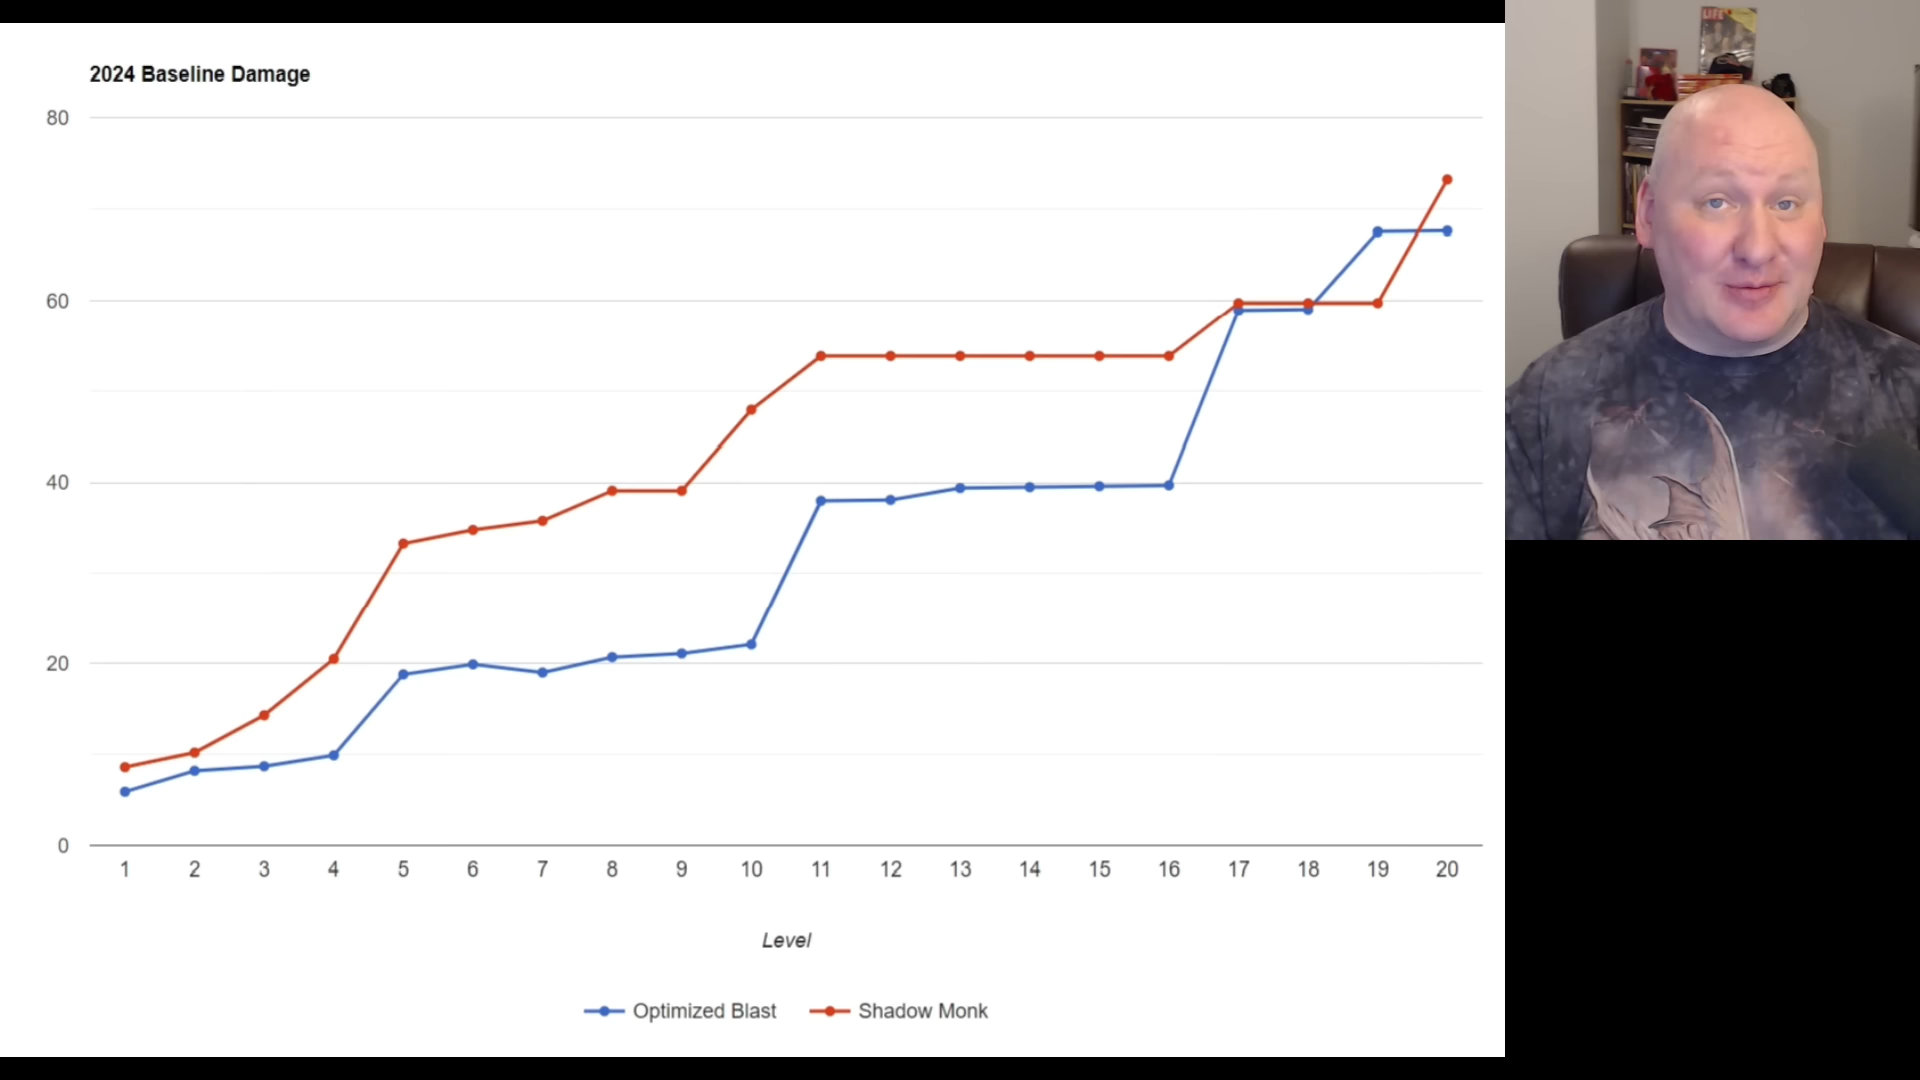 2024 Baseline Damage
80
60
40
20
0
1 2 3 4 5 6 7 8 9 10 11 12 13 14 15 16 17 18 19 20
Level
Optimized Blast Shadow Monk
LIFE